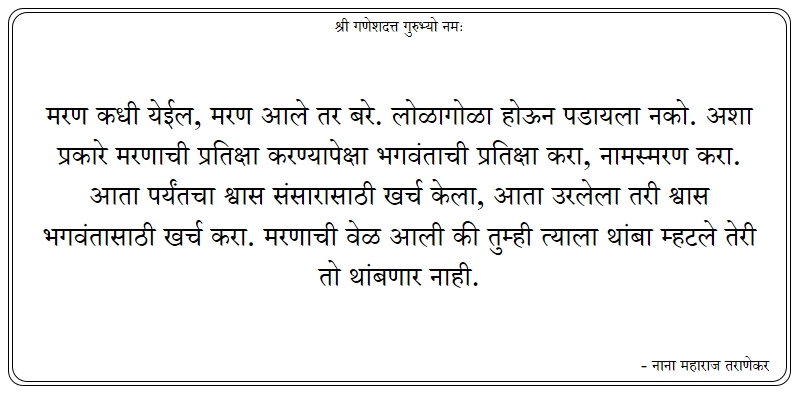 श्री गणेशदत्त गुरुभ्यो नमः
मरण कधी येईल, मरण आले तर बरे. लोळागोळा होऊन पडायला नको. अशा
प्रकारे मरणाची प्रतिक्षा करण्यापेक्षा भगवंताची प्रतिक्षा करा, नामस्मरण करा.
आता पर्यंतचा श्वास संसारासाठी खर्च केला, आता उरलेला तरी श्वास
भगवंतासाठी खर्च करा. मरणाची वेळ आली की तुम्ही त्याला थांबा म्हटले तेरी
तो थांबणार नाही.
- नाना महाराज तराणेकर